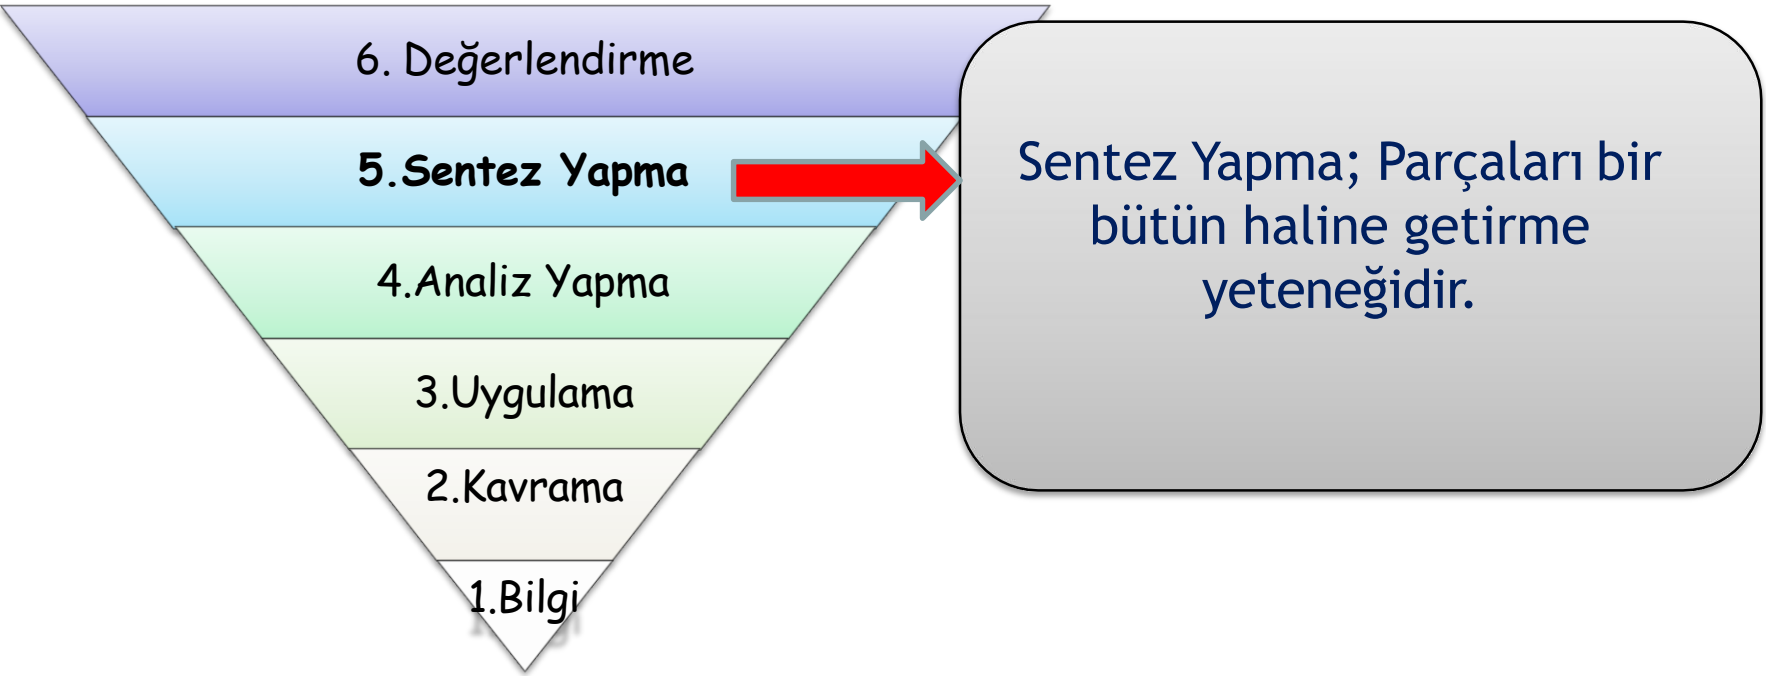 6. Değerlendirme
5.Sentez Yapma
4.Analiz Yapma
3.Uygulama
2.Kavrama
1.Bilgi
Sentez Yapma; Parçaları bir
bütün haline getirme
yeteneğidir.